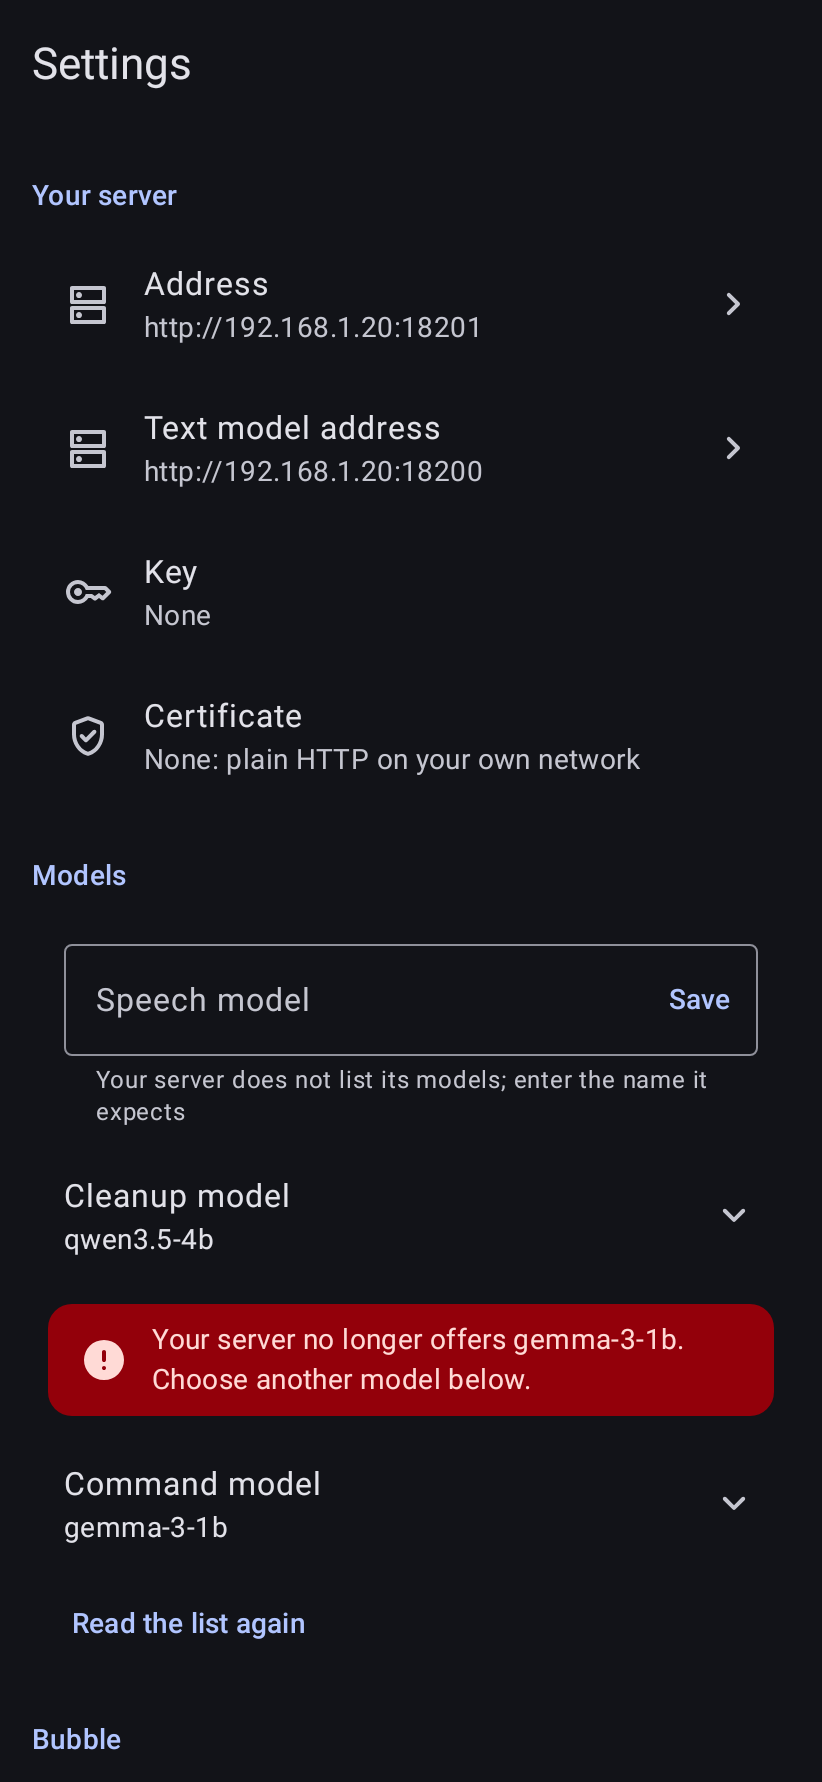 Settings
Your server
Address
http://192.168.1.20:18201
Text model address
http://192.168.1.20:18200
Key
None
Certificate
None: plain HTTP on your own network
Models
Speech model
Save
Your server does not list its models; enter the name it
expects
Cleanup model
qwen3.5-4b
Your server no longer offers gemma-3-1b.
Choose another model below.
Command model
gemma-3-1b
Read the list again
Bubble